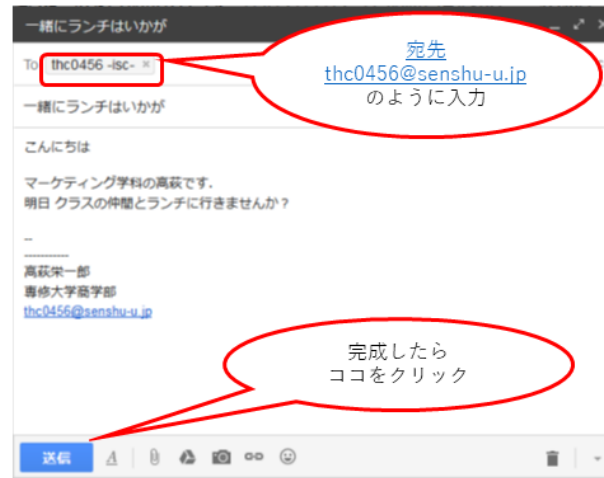 一緒にランチはいかが
To thc0456 -isc- ×
宛先
thc0456@senshu-u.jp
のように入力
一緒にランチはいかが
こんにちは
マーケティング学科の高萩です.
明日 クラスの仲間とランチに行きませんか?
--
-----------
高萩栄一郎
専修大学商学部
thc0456@senshu-u.jp
完成したら
ココをクリック
送信 A